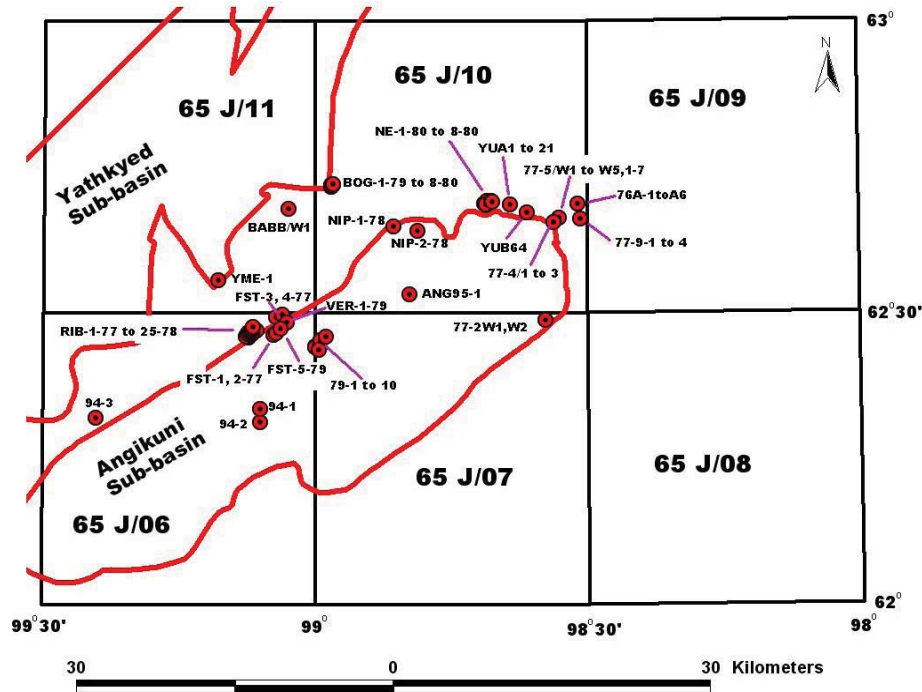 63°
N
65 J/10
65 J/11
65 J/09
NE-1-80 to 8-80
YUA1 to 21
77-5/W1 to W5,1-7
76A-1toA6
Yathkyed
Sub-basin
BOG-1-79 to 8-80
BABB/W1
NIP-1-78
NIP-2-78
YUB64
77-9-1 to 4
77-4/1 to 3
YME-1
FST-3, 4-77
VER-1-79
ANG95-1
62°30
RIB-1-77 to 25-78
77-2W1,W2
FST-1, 2-77
FST-5-79
79-1 to 10
94-3
94-1
94-2
Angikuni
Sub-basin
65 J/07
65 J/08
65 J/06
62°
99°30
99°
98°30
98°
30 0 30 Kilometers